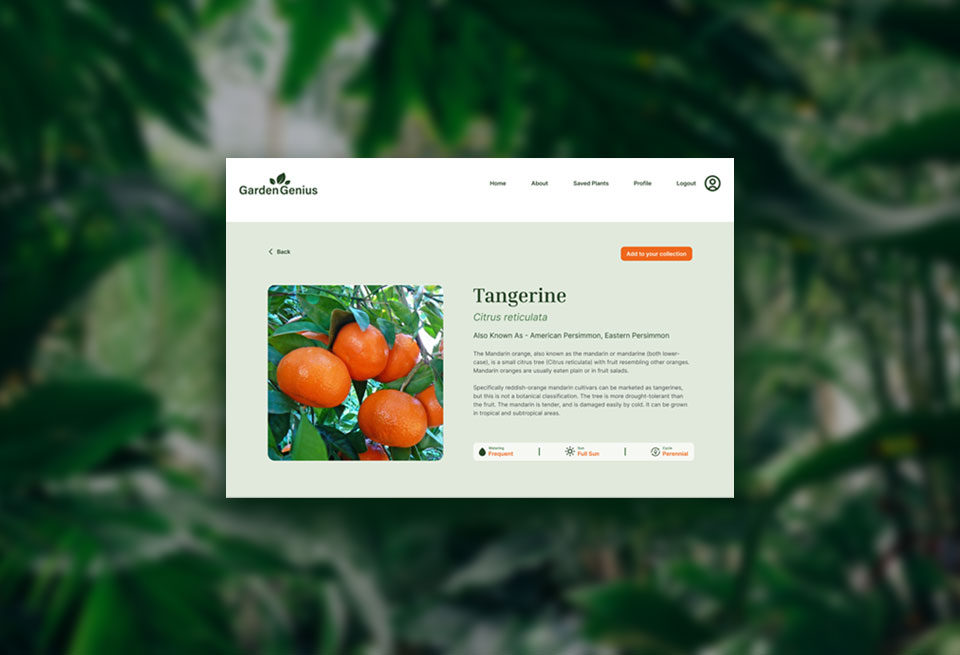 GardenGenius
Home About Saved Plants Profile Logout
Back
Add to your collection
Tangerine
Citrus reticulata
Also Known As - American Persimmon, Eastern Persimmon
The Mandarin orange, also known as the mandarin or mandarine (both lower-
case), is a small citrus tree (Citrus reticulata) with fruit resembling other oranges.
Mandarin oranges are usually eaten plain or in fruit salads.
Specifically reddish-orange mandarin cultivars can be marketed as tangerines,
but this is not a botanical classification. The tree is more drought-tolerant than
the fruit. The mandarin is tender, and is damaged easily by cold. It can be grown
in tropical and subtropical areas.
Watering Sun Cycle
Frequent Full Sun Perennial